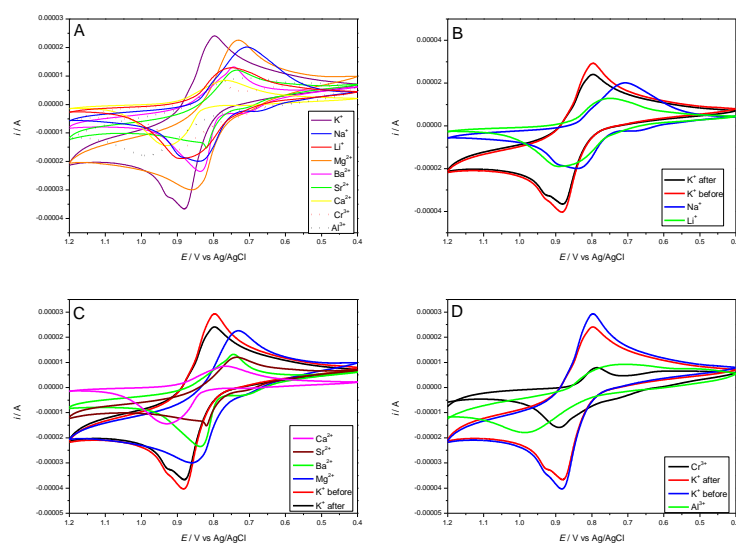 A
0.00003
0.00002
0.00001
0.00000
-0.00001
-0.00002
-0.00003
-0.00004
i / A
K⁺
Na⁺
Li⁺
Mg²⁺
Ba²⁺
Sr²⁺
Ca²⁺
Cr³⁺
Al³⁺
1.2 1.1 1.0 0.9 0.8 0.7 0.6 0.5 0.4
E / V vs Ag/AgCl
B
0.00004
0.00002
0.00000
-0.00002
-0.00004
i / A
K⁺ after
K⁺ before
Na⁺
Li⁺
1.2 1.1 1.0 0.9 0.8 0.7 0.6 0.5 0.4
E / V vs Ag/AgCl
C
0.00003
0.00002
0.00001
0.00000
-0.00001
-0.00002
-0.00003
-0.00004
-0.00005
i / A
Ca²⁺
Sr²⁺
Ba²⁺
Mg²⁺
K⁺ before
K⁺ after
1.2 1.1 1.0 0.9 0.8 0.7 0.6 0.5 0.4
E / V vs Ag/AgCl
D
0.00003
0.00002
0.00001
0.00000
-0.00001
-0.00002
-0.00003
-0.00004
-0.00005
i / A
Cr³⁺
K⁺ after
K⁺ before
Al³⁺
1.2 1.1 1.0 0.9 0.8 0.7 0.6 0.5 0.4
E / V vs Ag/AgCl